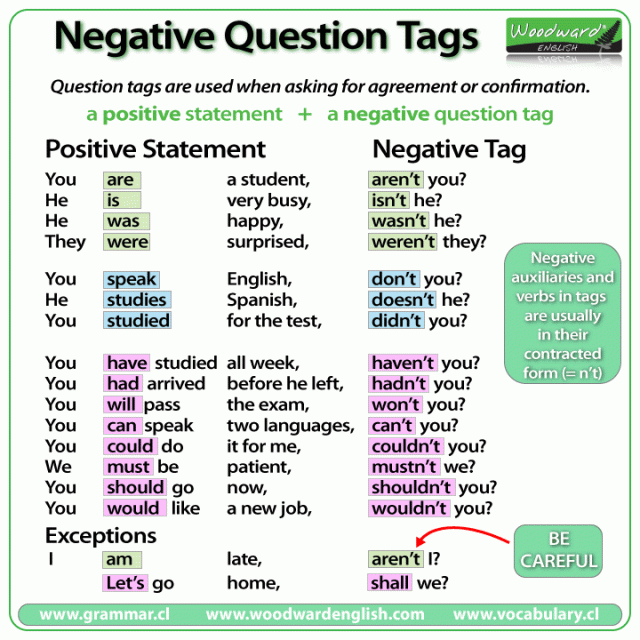 Negative Question Tags
Woodward®
ENGLISH
Question tags are used when asking for agreement or confirmation.
a positive statement + a negative question tag
Positive Statement Negative Tag
You are a student, aren't you?
He is very busy, isn't he?
He was happy, wasn't he?
They were surprised, weren't they?
You speak English, don't you?
He studies Spanish, doesn't he?
You studied for the test, didn't you?
Negative
auxiliaries and
verbs in tags
are usually
in their
contracted
form (= n't)
You have studied all week, haven't you?
You had arrived before he left, hadn't you?
You will pass the exam, won't you?
You can speak two languages, can't you?
You could do it for me, couldn't you?
We must be patient, mustn't we?
You should go now, shouldn't you?
You would like a new job, wouldn't you?
Exceptions
I am late, aren't I?
Let's go home, shall we?
BE
CAREFUL
www.grammar.cl www.woodwardenglish.com www.vocabulary.cl